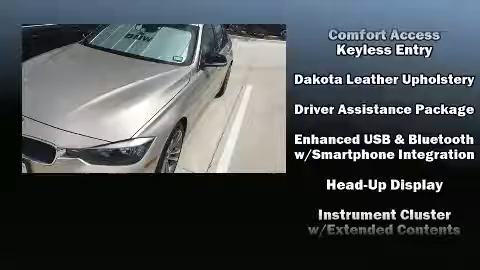 Comfort Access
Keyless Entry
Dakota Leather Upholstery
Driver Assistance Package
Enhanced USB & Bluetooth
w/Smartphone Integration
Head-Up Display
Instrument Cluster
w/Extended Contents
BMW